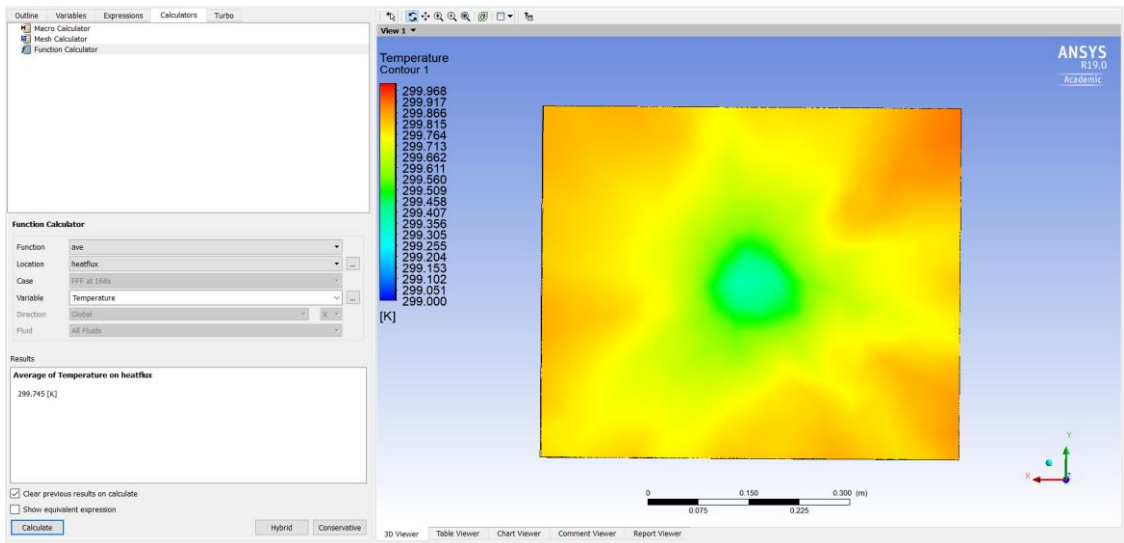 Outline Variables Expressions Calculators Turbo
Macro Calculator
Mesh Calculator
Function Calculator
Function Calculator
Function ave
Location heatflux ...
Case FFF at 168s
Variable Temperature ...
Direction Global X
Fluid All Fluids
Results
Average of Temperature on heatflux
299.745 [K]
Clear previous results on calculate
Show equivalent expression
Calculate Hybrid Conservative
View 1
Temperature
Contour 1
299.968
299.917
299.866
299.815
299.764
299.713
299.662
299.611
299.560
299.509
299.458
299.407
299.356
299.305
299.255
299.204
299.153
299.102
299.051
299.000
[K]
ANSYS
R19.0
Academic
Y
X
Z
0 0.150 0.300 (m)
0.075 0.225
3D Viewer Table Viewer Chart Viewer Comment Viewer Report Viewer